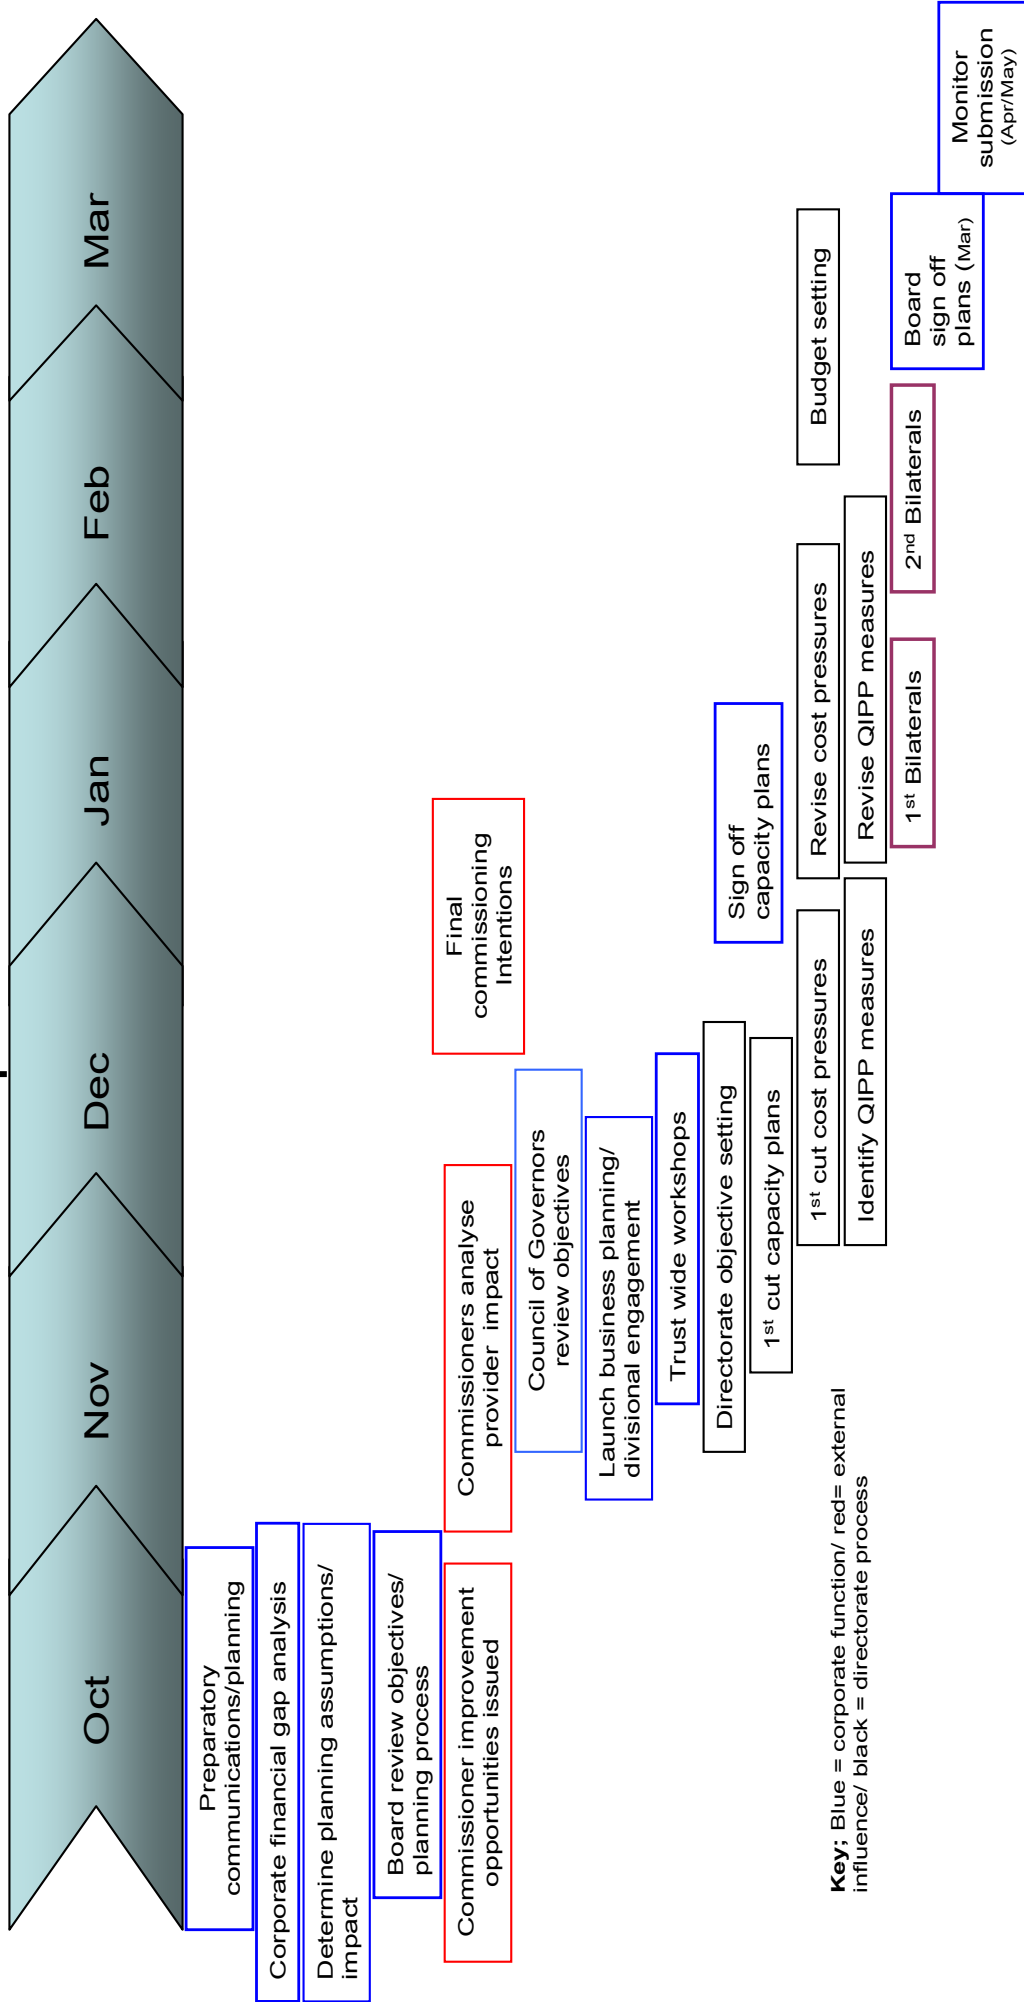 Oct
Nov
Dec
Jan
Feb
Mar
Preparatory
communications/planning
Corporate financial gap analysis
Determine planning assumptions/
impact
Board review objectives/
planning process
Commissioner improvement
opportunities issued
Commissioners analyse
provider impact
Final
commissioning
Intentions
Council of Governors
review objectives
Launch business planning/
divisional engagement
Trust wide workshops
Directorate objective setting
1st cut capacity plans
Sign off
capacity plans
1st cut cost pressures
Revise cost pressures
Budget setting
Identify QIPP measures
Revise QIPP measures
1st Bilaterals
2nd Bilaterals
Board
sign off
plans (Mar)
Monitor
submission
(Apr/May)
Key; Blue = corporate function/ red= external
influence/ black = directorate process